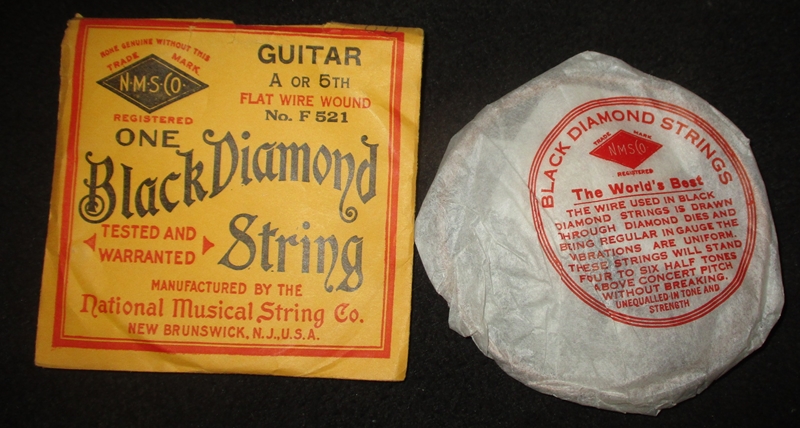 NONE GENUINE WITHOUT THIS
TRADE MARK
N·M·S·CO·
REGISTERED
GUITAR
A OR 5TH
FLAT WIRE WOUND
No. F 521
ONE
Black Diamond
TESTED AND
WARRANTED
String
MANUFACTURED BY THE
National Musical String Co.
NEW BRUNSWICK, N.J., U.S.A.
BLACK DIAMOND STRINGS
TRADE MARK
N.M.S.CO
REGISTERED
The World's Best
THE WIRE USED IN BLACK
DIAMOND STRINGS IS DRAWN
THROUGH DIAMOND DIES AND
BEING REGULAR IN GAUGE THE
VIBRATIONS ARE UNIFORM.
THESE STRINGS WILL STAND
FOUR TO SIX HALF TONES
ABOVE CONCERT PITCH
WITHOUT BREAKING.
UNEQUALLED IN TONE AND
STRENGTH